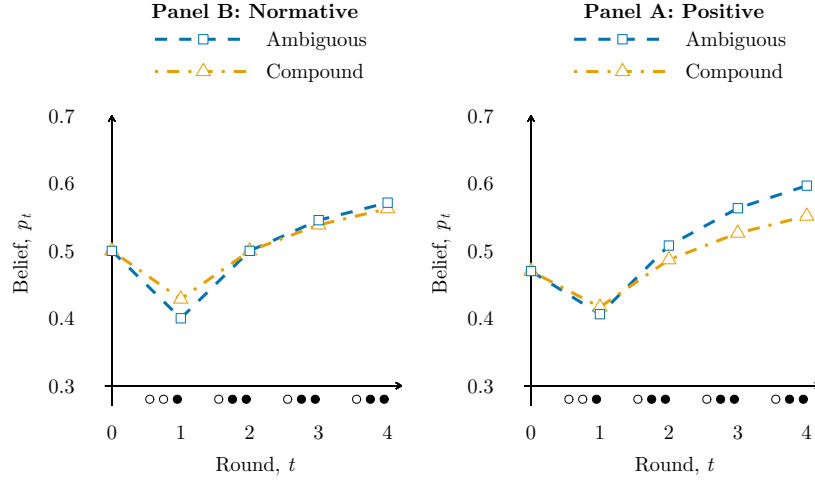 Panel B: Normative
Ambiguous
Compound
0.7
0.6
0.5
0.4
0.3
Belief, p_t
0 1 2 3 4
Round, t
Panel A: Positive
Ambiguous
Compound
0.7
0.6
0.5
0.4
0.3
Belief, p_t
0 1 2 3 4
Round, t